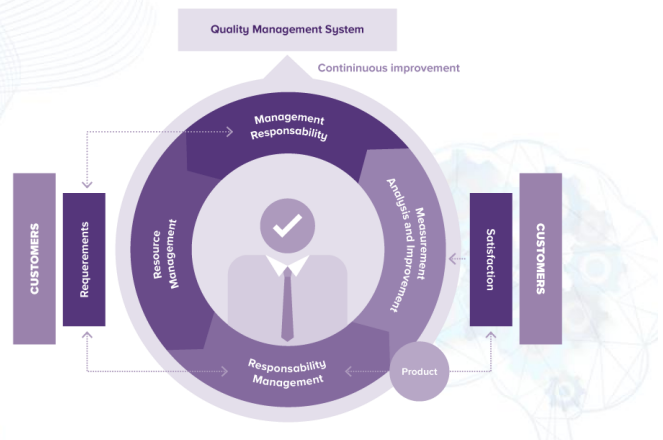 Quality Management System
Contininuous improvement
Management
Responsability
CUSTOMERS
Requerements
Resource
Management
Measurement
Analysis and Improvement
Satisfaction
CUSTOMERS
Responsability
Management
Product